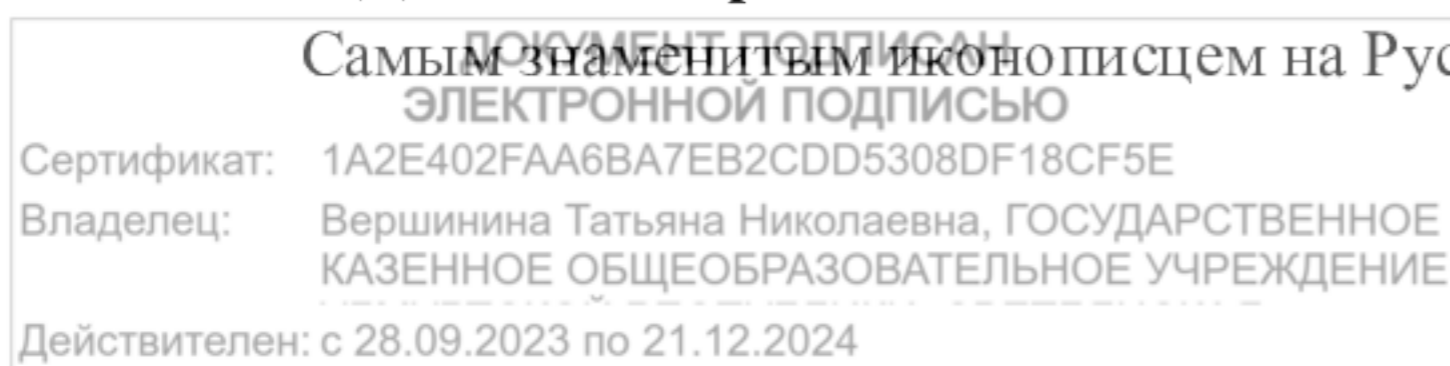 Самым знаменитым иконописцем на Рус
ДОКУМЕНТ ПОДПИСАН
ЭЛЕКТРОННОЙ ПОДПИСЬЮ
Сертификат: 1A2E402FAA6BA7EB2CDD5308DF18CF5E
Владелец: Вершинина Татьяна Николаевна, ГОСУДАРСТВЕННОЕ
КАЗЕННОЕ ОБЩЕОБРАЗОВАТЕЛЬНОЕ УЧРЕЖДЕНИЕ
Действителен: с 28.09.2023 по 21.12.2024